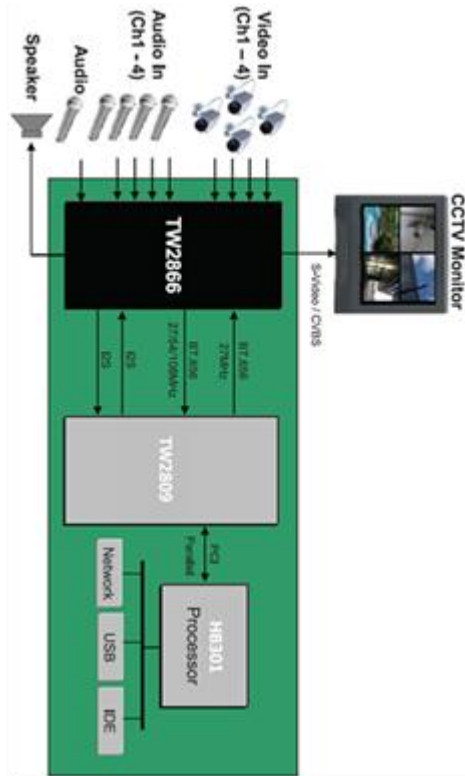 CCTV Monitor
Video In
(Ch1 – 4)
Audio In
(Ch1 - 4)
Audio
Speaker
S-Video / CVBS
TW2866
BT.656
27MHz
BT.656
27/54/108MHz
I2S
I2S
TW2809
PCI
Parallel
H8301
Processor
Network
USB
IDE